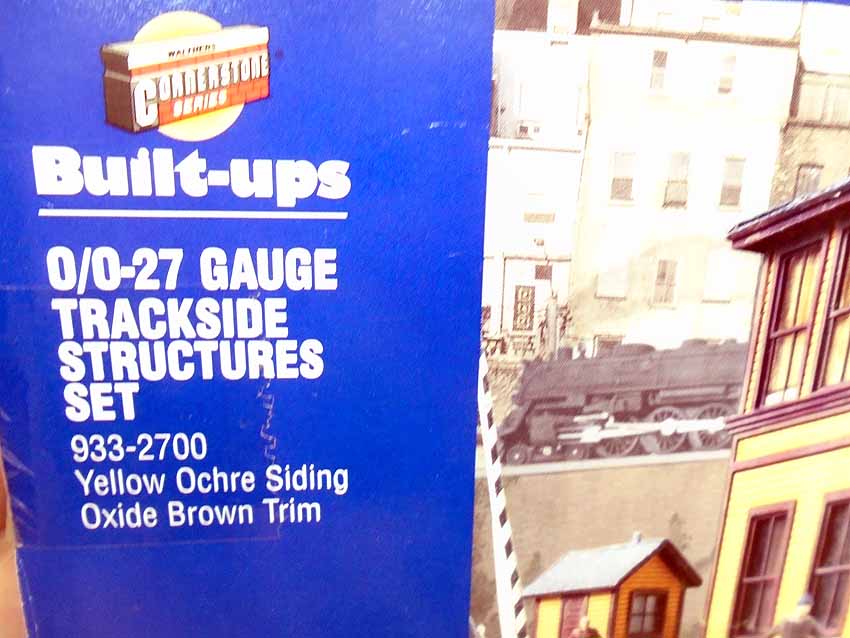 WALTHERS
CORNERSTONE
SERIES
Built-ups
O/O-27 GAUGE
TRACKSIDE
STRUCTURES
SET
933-2700
Yellow Ochre Siding
Oxide Brown Trim